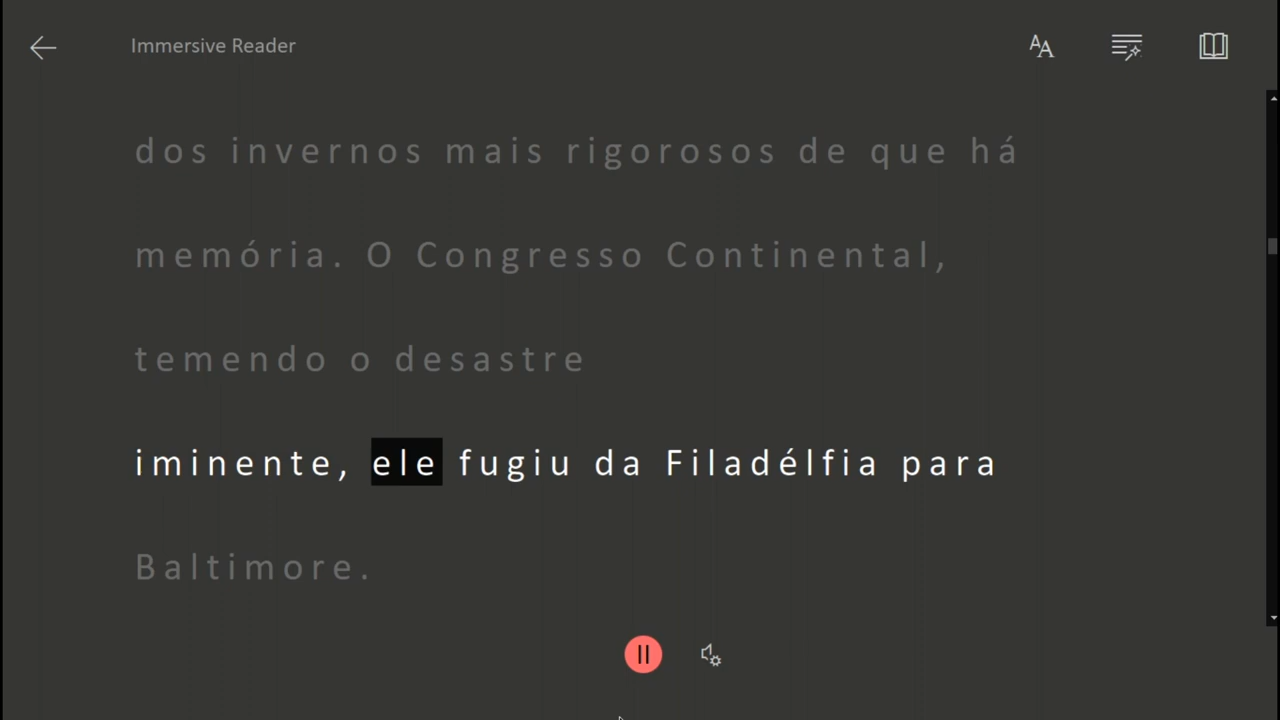 Immersive Reader
dos invernos mais rigorosos de que há
memória. O Congresso Continental,
temendo o desastre
iminente, ele fugiu da Filadélfia para
Baltimore.